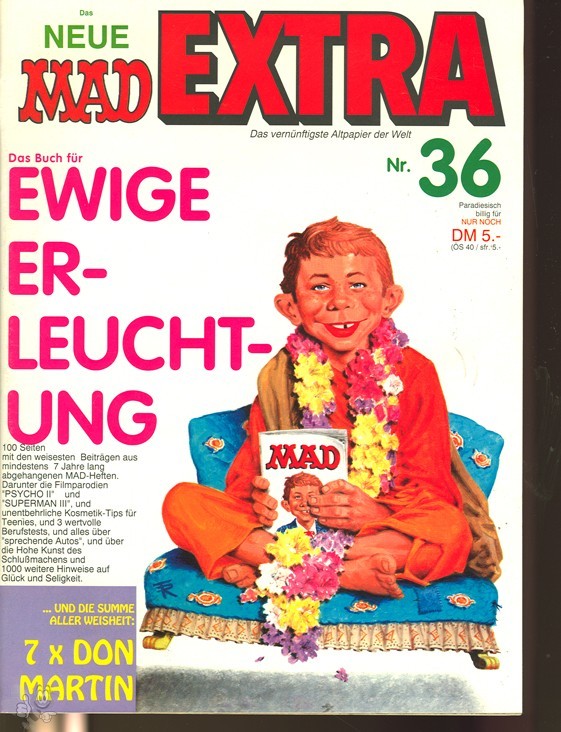 Das
NEUE
MAD EXTRA
Das vernünftigste Altpapier der Welt
Nr. 36
Paradiesisch
billig für
NUR NOCH
DM 5.-
(ÖS 40 / sfr. 5.-
Das Buch für
EWIGE
ER-
LEUCHT-
UNG
100 Seiten
mit den weisesten Beiträgen aus
mindestens 7 Jahre lang
abgehangenen MAD-Heften.
Darunter die Filmparodien
"PSYCHO II" und
"SUPERMAN III", und
unentbehrliche Kosmetik-Tips für
Teenies, und 3 wertvolle
Berufstests, und alles über
"sprechende Autos", und über
die Hohe Kunst des
Schlußmachens und
1000 weitere Hinweise auf
Glück und Seligkeit.
MAD
... UND DIE SUMME
ALLER WEISHEIT:
7 x DON
MARTIN